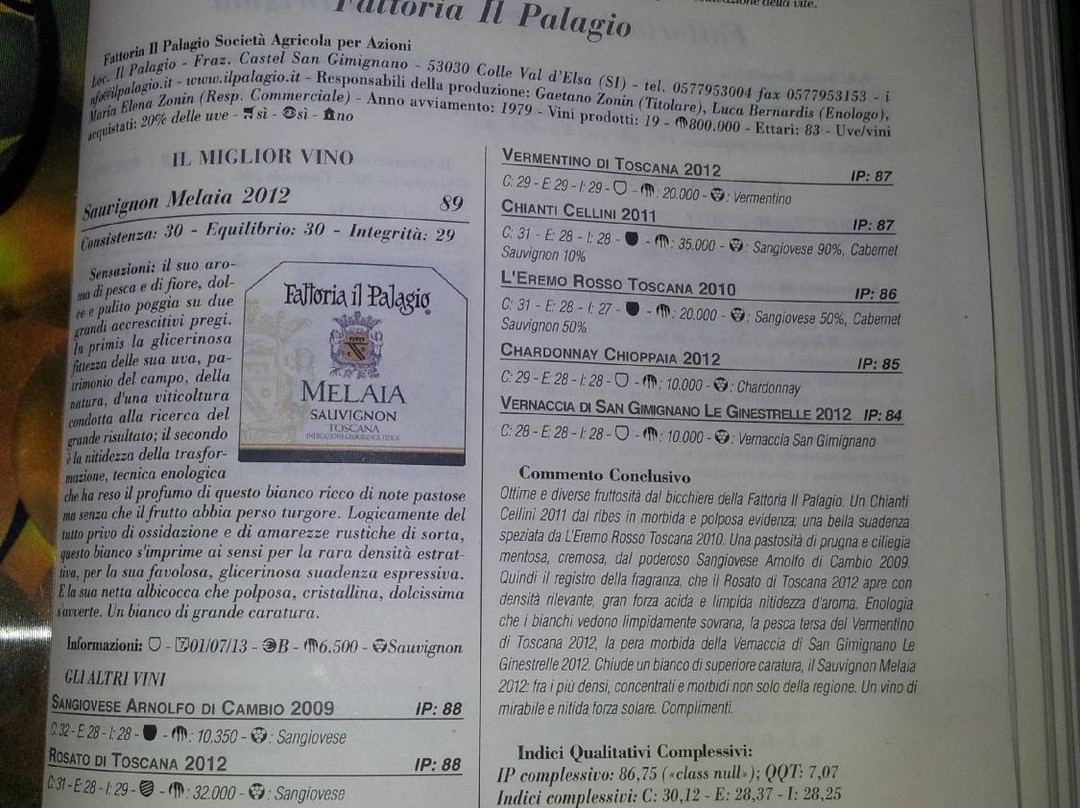 della vite.
Fattoria Il Palagio
Fattoria Il Palagio Società Agricola per Azioni
Loc. Il Palagio - Fraz. Castel San Gimignano - 53030 Colle Val d'Elsa (SI) - tel. 0577953004 fax 0577953153 - i
nfo@ilpalagio.it - www.ilpalagio.it - Responsabili della produzione: Gaetano Zonin (Titolare), Luca Bernardis (Enologo),
Maria Elena Zonin (Resp. Commerciale) - Anno avviamento: 1979 - Vini prodotti: 19 - 800.000 - Ettari: 83 - Uve/vini
acquistati: 20% delle uve - sì - sì - no
IL MIGLIOR VINO
Sauvignon Melaia 2012 89
Consistenza: 30 - Equilibrio: 30 - Integrità: 29
Sensazioni: il suo aro-
ma di pesca e di fiore, dol-
ce e pulito poggia su due
grandi accrescitivi pregi.
In primis la glicerinosa
fittezza delle sua uva, pa-
trimonio del campo, della
natura, d'una viticoltura
condotta alla ricerca del
grande risultato; il secondo
è la nitidezza della trasfor-
mazione, tecnica enologica
che ha reso il profumo di questo bianco ricco di note pastose
ma senza che il frutto abbia perso turgore. Logicamente del
tutto privo di ossidazione e di amarezze rustiche di sorta,
questo bianco s'imprime ai sensi per la rara densità estrat-
tiva, per la sua favolosa, glicerinosa suadenza espressiva.
E la sua netta albicocca che polposa, cristallina, dolcissima
s'avverte. Un bianco di grande caratura.
Fattoria il Palagio
MELAIA
SAUVIGNON
TOSCANA
INDICAZIONE GEOGRAFICA TIPICA
Informazioni: - 01/07/13 - B - 6.500 - Sauvignon
GLI ALTRI VINI
SANGIOVESE ARNOLFO DI CAMBIO 2009 IP: 88
C: 32 - E: 28 - I: 28 - - : 10.350 - : Sangiovese
ROSATO DI TOSCANA 2012 IP: 88
C: 31 - E: 28 - I: 29 - - : 32.000 - : Sangiovese
VERMENTINO DI TOSCANA 2012 IP: 87
C: 29 - E: 29 - I: 29 - - : 20.000 - : Vermentino
CHIANTI CELLINI 2011 IP: 87
C: 31 - E: 28 - I: 28 - - : 35.000 - : Sangiovese 90%, Cabernet
Sauvignon 10%
L'EREMO ROSSO TOSCANA 2010 IP: 86
C: 31 - E: 28 - I: 27 - - : 20.000 - : Sangiovese 50%, Cabernet
Sauvignon 50%
CHARDONNAY CHIOPPAIA 2012 IP: 85
C: 29 - E: 28 - I: 28 - - : 10.000 - : Chardonnay
VERNACCIA DI SAN GIMIGNANO LE GINESTRELLE 2012 IP: 84
C: 28 - E: 28 - I: 28 - - : 10.000 - : Vernaccia San Gimignano
Commento Conclusivo
Ottime e diverse fruttosità dal bicchiere della Fattoria Il Palagio. Un Chianti
Cellini 2011 dal ribes in morbida e polposa evidenza; una bella suadenza
speziata da L'Eremo Rosso Toscana 2010. Una pastosità di prugna e ciliegia
mentosa, cremosa, dal poderoso Sangiovese Arnolfo di Cambio 2009.
Quindi il registro della fragranza, che il Rosato di Toscana 2012 apre con
densità rilevante, gran forza acida e limpida nitidezza d'aroma. Enologia
che i bianchi vedono limpidamente sovrana, la pesca tersa del Vermentino
di Toscana 2012, la pera morbida della Vernaccia di San Gimignano Le
Ginestrelle 2012. Chiude un bianco di superiore caratura, il Sauvignon Melaia
2012: fra i più densi, concentrati e morbidi non solo della regione. Un vino di
mirabile e nitida forza solare. Complimenti.
Indici Qualitativi Complessivi:
IP complessivo: 86,75 («class null»); QQT: 7,07
Indici complessivi: C: 30,12 - E: 28,37 - I: 28,25